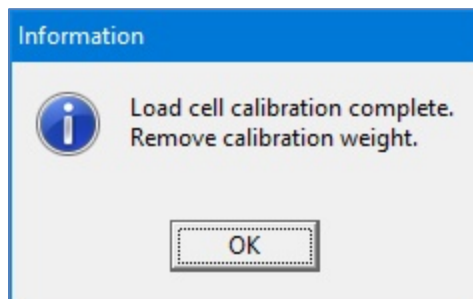 Information
Load cell calibration complete.
Remove calibration weight.
OK